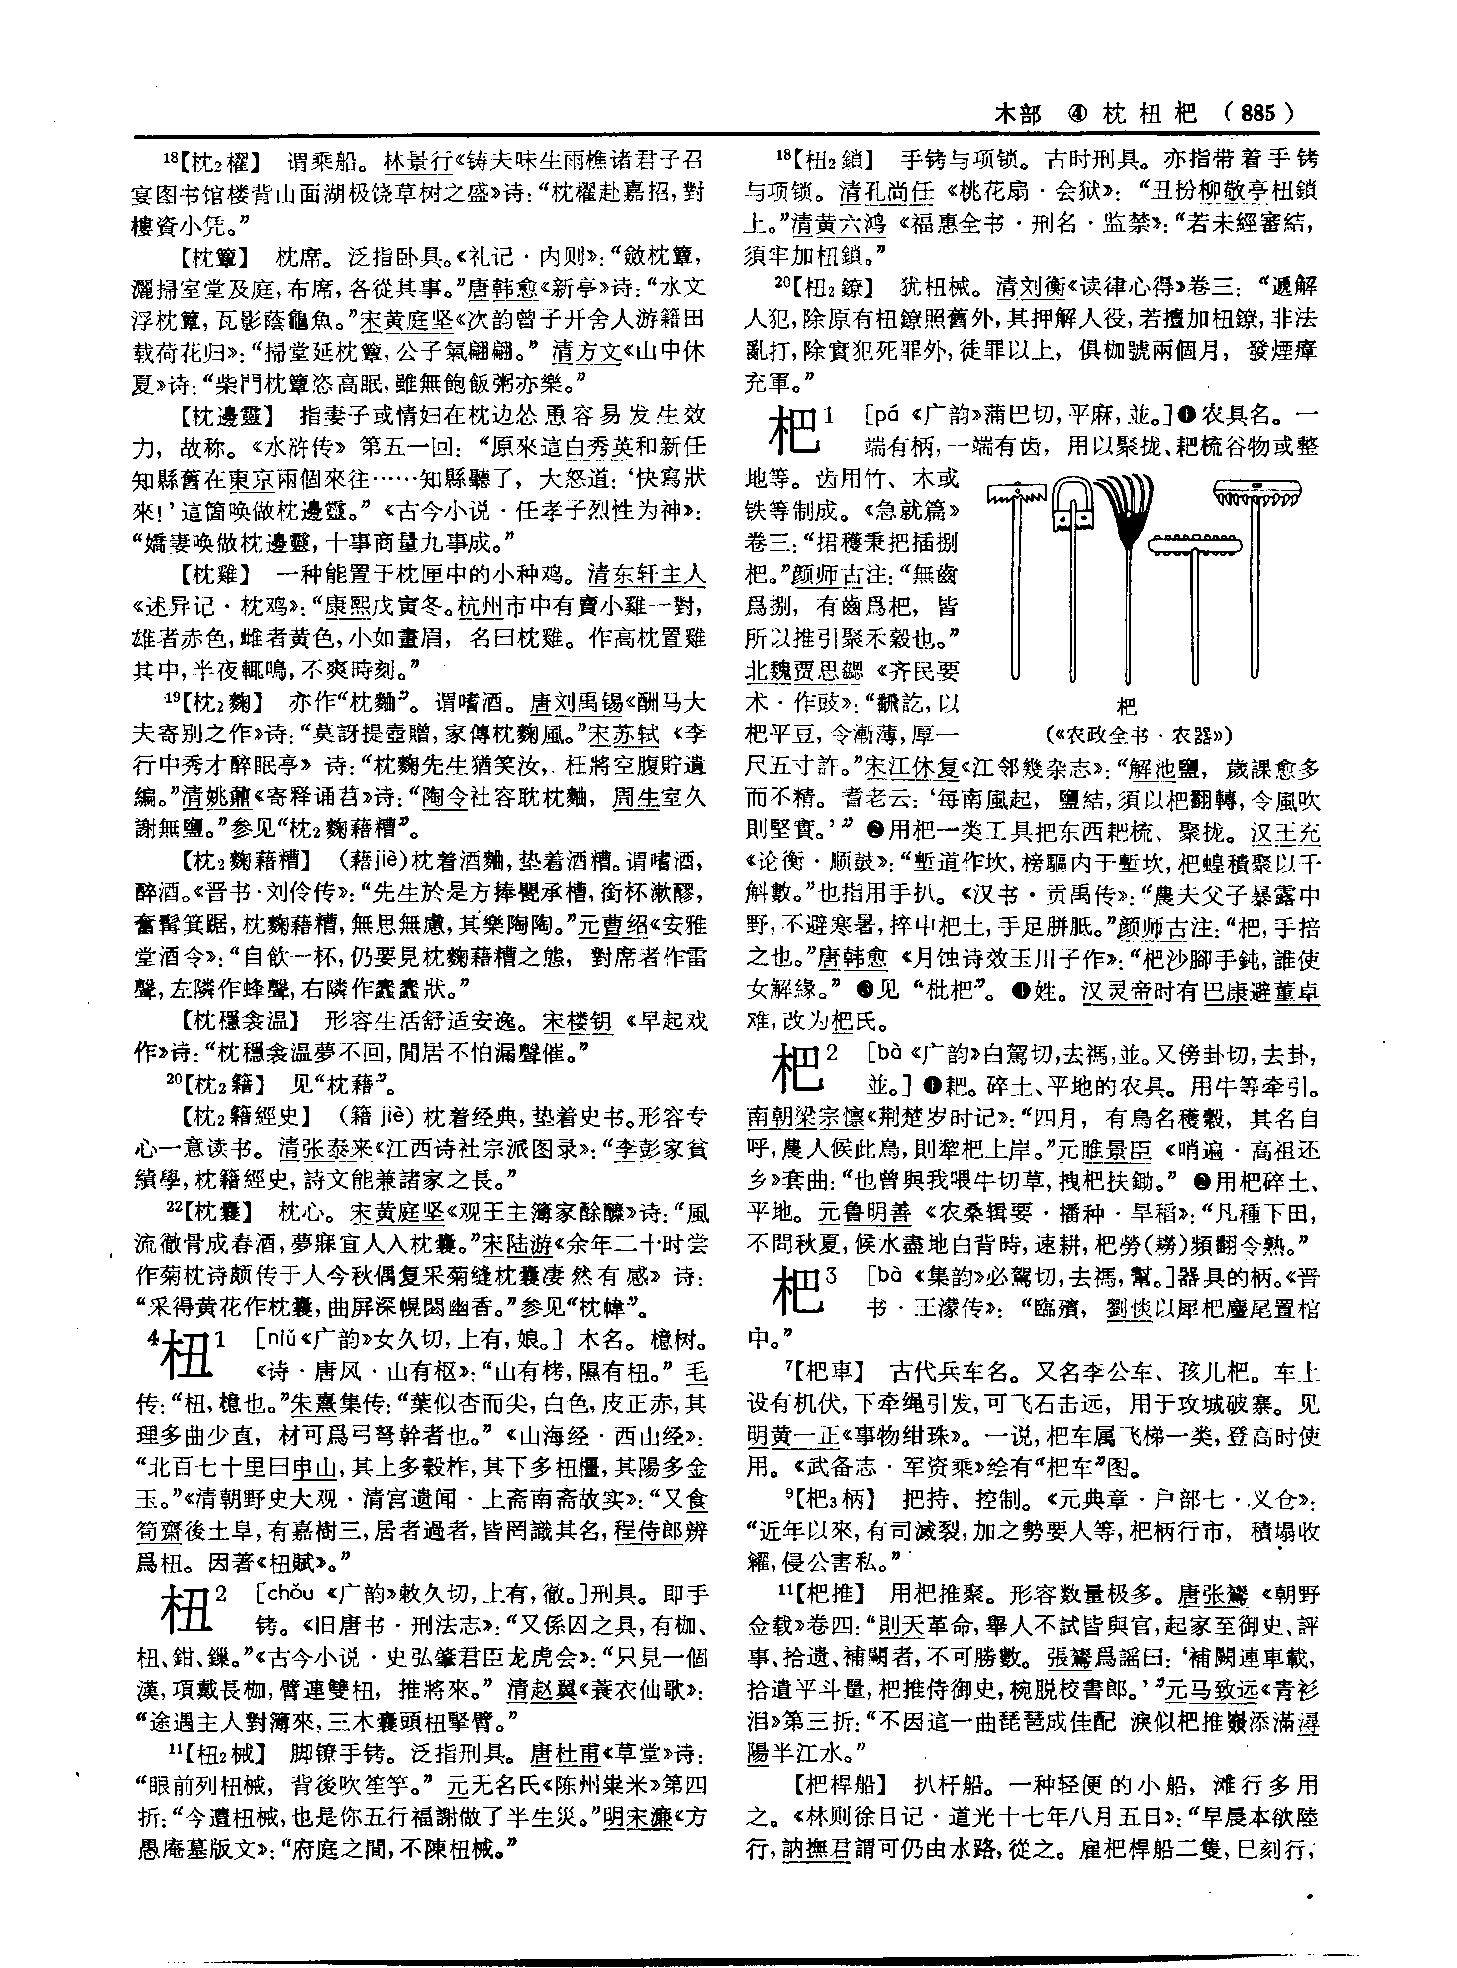 木部 ④ 枕杻杷 (885)
¹⁸【枕₂櫂】 谓乘船。林景行《铸夫味生雨樵诸君子召
宴图书馆楼背山面湖极饶草树之盛》诗:“枕櫂赴嘉招,對
樓資小凭。”
【枕簟】 枕席。泛指卧具。《礼记·内则》:“斂枕簟,
灑掃室堂及庭,布席,各從其事。”唐韩愈《新亭》诗:“水文
浮枕簟,瓦影蔭龜魚。”宋黄庭坚《次韵曾子开舍人游籍田
载荷花归》:“掃堂延枕簟,公子氣翩翩。” 清方文《山中休
夏》诗:“柴門枕簟恣高眠,雖無飽飯粥亦樂。”
【枕邊靈】 指妻子或情妇在枕边怂恿容易发生效
力,故称。《水浒传》第五一回:“原來這白秀英和新任
知縣舊在東京兩個來往……知縣聽了,大怒道:‘快寫狀
來!’這箇唤做枕邊靈。”《古今小说·任孝子烈性为神》:
“嬌妻唤做枕邊靈,十事商量九事成。”
【枕雞】 一种能置于枕匣中的小种鸡。清东轩主人
《述异记·枕鸡》:“康熙戊寅冬。杭州市中有賣小雞一對,
雄者赤色,雌者黄色,小如畫眉,名曰枕雞。作高枕置雞
其中,半夜輒鳴,不爽時刻。”
¹⁹【枕₂麴】 亦作“枕麯”。谓嗜酒。唐刘禹锡《酬马大
夫寄别之作》诗:“莫訝提壺贈,家傳枕麴風。”宋苏轼《李
行中秀才醉眠亭》诗:“枕麴先生猶笑汝,枉將空腹貯遺
編。”清姚鼐《寄释诵苕》诗:“陶令社容耽枕麯,周生室久
謝無鹽。”参见“枕₂麴藉糟”。
【枕₂麴藉糟】 (藉jiè)枕着酒麯,垫着酒糟。谓嗜酒,
醉酒。《晋书·刘伶传》:“先生於是方捧甖承槽,銜杯漱醪,
奮髯箕踞,枕麴藉糟,無思無慮,其樂陶陶。”元曹绍《安雅
堂酒令》:“自飲一杯,仍要見枕麴藉糟之態,對席者作雷
聲,左隣作蜂聲,右隣作蠹蠹狀。”
【枕穩衾温】 形容生活舒适安逸。宋楼钥《早起戏
作》诗:“枕穩衾温夢不回,閒居不怕漏聲催。”
²⁰【枕₂籍】 见“枕藉”。
【枕₂籍經史】 (籍 jiè)枕着经典,垫着史书。形容专
心一意读书。清张泰来《江西诗社宗派图录》:“李彭家貧
績學,枕籍經史,詩文能兼諸家之長。”
²²【枕囊】 枕心。宋黄庭坚《观王主簿家酴醾》诗:“風
流徹骨成春酒,夢寐宜人入枕囊。”宋陆游《余年二十时尝
作菊枕诗颇传于人今秋偶复采菊缝枕囊凄然有感》诗:
“采得黄花作枕囊,曲屏深幌閟幽香。”参见“枕幃”。
⁴杻¹ [niǔ《广韵》女久切,上有,娘。] 木名。檍树。
《诗·唐风·山有枢》:“山有栲,隰有杻。” 毛
传:“杻,檍也。”朱熹集传:“葉似杏而尖,白色,皮正赤,其
理多曲少直,材可爲弓弩幹者也。”《山海经·西山经》:
“北百七十里曰申山,其上多榖柞,其下多杻橿,其陽多金
玉。”《清朝野史大观·清宫遗闻·上斋南斋故实》:“又食
筍齋後土阜,有嘉樹三,居者過者,皆罔識其名,程侍郎辨
爲杻。因著《杻賦》。”
杻² [chǒu《广韵》敕久切,上有,徹。]刑具。即手
铐。《旧唐书·刑法志》:“又係囚之具,有枷、
杻、鉗、鏁。”《古今小说·史弘肇君臣龙虎会》:“只見一個
漢,項戴長枷,臂連雙杻,推將來。” 清赵翼《蓑衣仙歌》:
“途遇主人對簿來,三木囊頭杻擊臂。”
¹¹【杻₂械】 脚镣手铐。泛指刑具。唐杜甫《草堂》诗:
“眼前列杻械,背後吹笙竽。” 元无名氏《陈州粜米》第四
折:“今遭杻械,也是你五行福謝做了半生災。”明宋濂《方
愚庵墓版文》:“府庭之間,不陳杻械。”
¹⁸【杻₂鎖】 手铐与项锁。古时刑具。亦指带着手铐
与项锁。清孔尚任《桃花扇·会狱》:“丑扮柳敬亭杻鎖
上。”清黄六鸿《福惠全书·刑名·监禁》:“若未經審結,
須牢加杻鎖。”
²⁰【杻₂鐐】 犹杻械。清刘衡《读律心得》卷三:“遞解
人犯,除原有杻鐐照舊外,其押解人役,若擅加杻鐐,非法
亂打,除實犯死罪外,徒罪以上,俱枷號兩個月,發煙瘴
充軍。”
杷¹ [pá《广韵》蒲巴切,平麻,並。]❶农具名。一
端有柄,一端有齿,用以聚拢、耙梳谷物或整
地等。齿用竹、木或
铁等制成。《急就篇》
卷三:“捃穫秉把插捌
杷。”颜师古注:“無齒
爲捌,有齒爲杷,皆
所以推引聚禾穀也。”
北魏贾思勰《齐民要
术·作豉》:“飜訖,以
杷平豆,令漸薄,厚一
杷
(《农政全书·农器》)
尺五寸許。”宋江休复《江邻幾杂志》:“解池鹽,歲課愈多
而不精。耆老云:‘每南風起,鹽結,須以杷翻轉,令風吹
則堅實。’” ❷用杷一类工具把东西耙梳、聚拢。汉王充
《论衡·顺鼓》:“塹道作坎,榜驅内于塹坎,杷蝗積聚以千
斛數。”也指用手扒。《汉书·贡禹传》:“農夫父子暴露中
野,不避寒暑,捽屮杷土,手足胼胝。”颜师古注:“杷,手掊
之也。”唐韩愈《月蚀诗效玉川子作》:“杷沙腳手鈍,誰使
女解緣。” ❸见“枇杷”。❹姓。汉灵帝时有巴康避董卓
难,改为杷氏。
杷² [bà《广韵》白駕切,去禡,並。又傍卦切,去卦,
並。] ❶耙。碎土、平地的农具。用牛等牵引。
南朝梁宗懔《荆楚岁时记》:“四月,有鳥名穫穀,其名自
呼,農人候此鳥,則犂杷上岸。”元睢景臣《哨遍·高祖还
乡》套曲:“也曾與我喂牛切草,拽杷扶鋤。” ❷用杷碎土、
平地。元鲁明善《农桑辑要·播种·旱稻》:“凡種下田,
不問秋夏,候水盡地白背時,速耕,杷勞(耮)頻翻令熟。”
杷³ [bà《集韵》必駕切,去禡,幫。]器具的柄。《晋
书·王濛传》:“臨殯,劉惔以犀杷麈尾置棺
中。”
⁷【杷車】 古代兵车名。又名李公车、孩儿杷。车上
设有机伏,下牵绳引发,可飞石击远,用于攻城破寨。见
明黄一正《事物绀珠》。一说,杷车属飞梯一类,登高时使
用。《武备志·军资乘》绘有“杷车”图。
⁹【杷₃柄】 把持、控制。《元典章·户部七·义仓》:
“近年以來,有司滅裂,加之勢要人等,杷柄行市,積塌收
糴,侵公害私。”
¹¹【杷推】 用杷推聚。形容数量极多。唐张鷟《朝野
佥载》卷四:“則天革命,舉人不試皆與官,起家至御史、評
事、拾遗、補闕者,不可勝數。張鷟爲謡曰:‘補闕連車載,
拾遺平斗量,杷推侍御史,椀脱校書郎。’”元马致远《青衫
泪》第三折:“不因這一曲琵琶成佳配 淚似杷推㟢添滿潯
陽半江水。”
【杷桿船】 扒杆船。一种轻便的小船,滩行多用
之。《林则徐日记·道光十七年八月五日》:“早晨本欲陸
行,訥撫君謂可仍由水路,從之。雇杷桿船二隻,巳刻行;